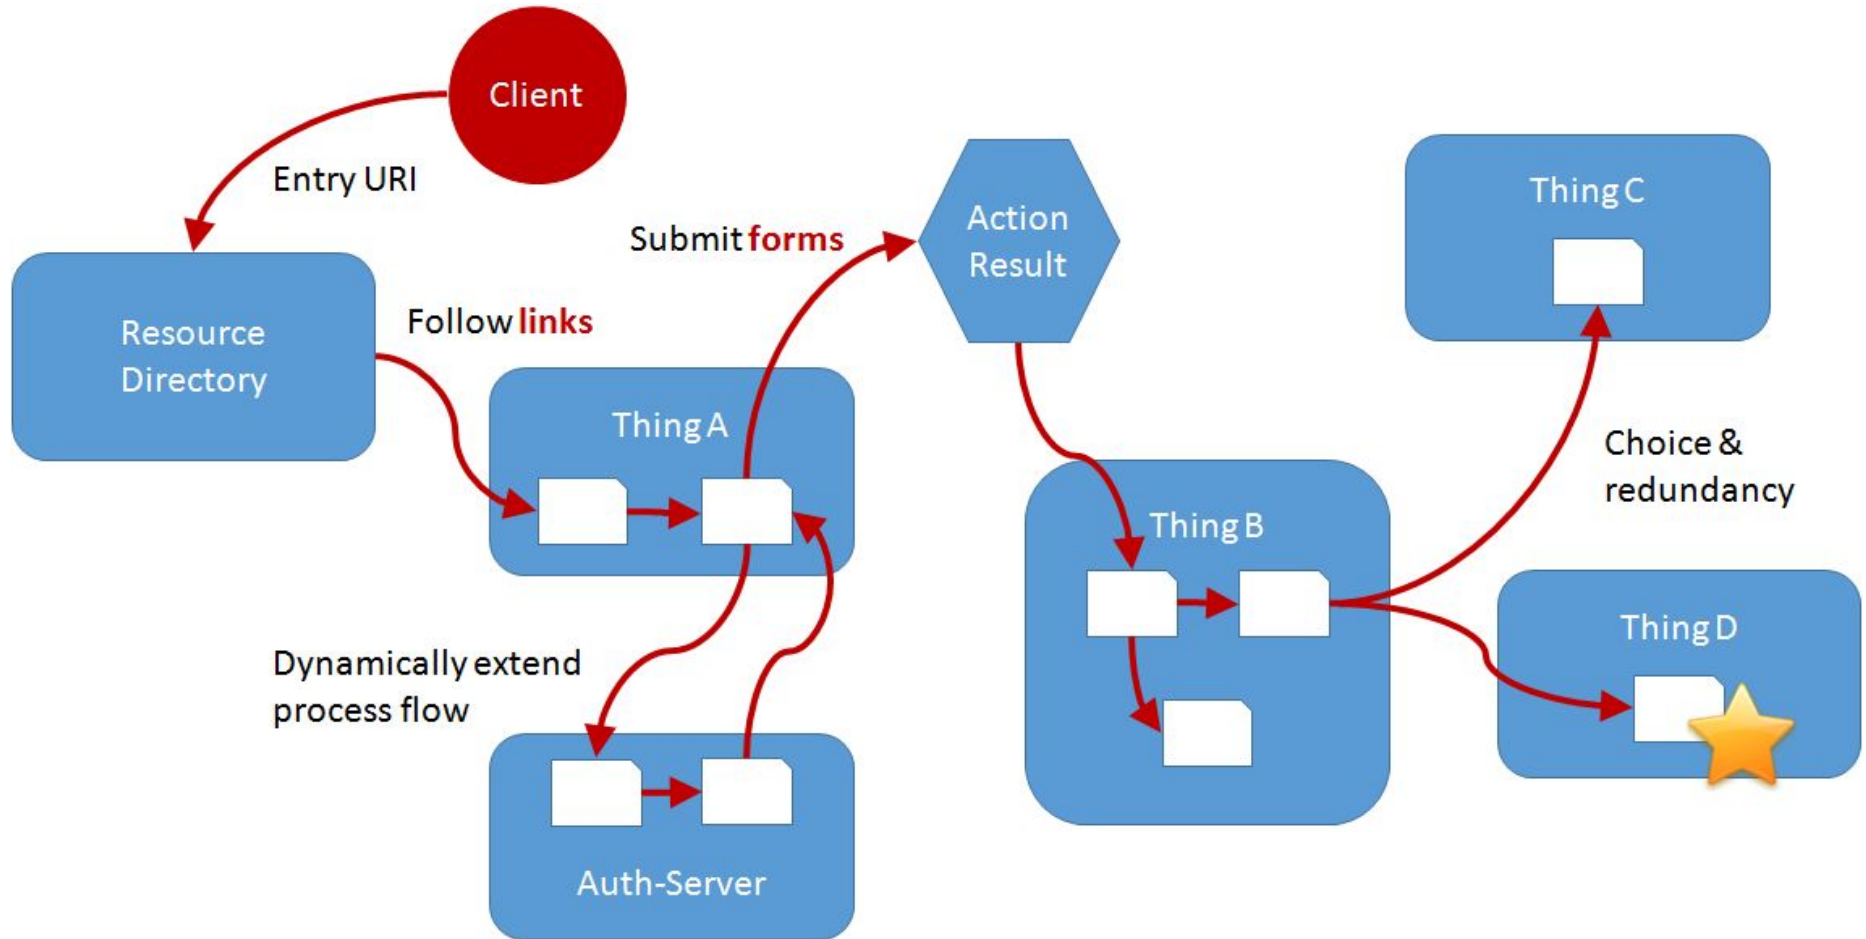 Client
Entry URI
Submit forms
Action
Result
Thing C
Resource
Directory
Follow links
Thing A
Choice &
redundancy
Thing B
Thing D
Dynamically extend
process flow
Auth-Server